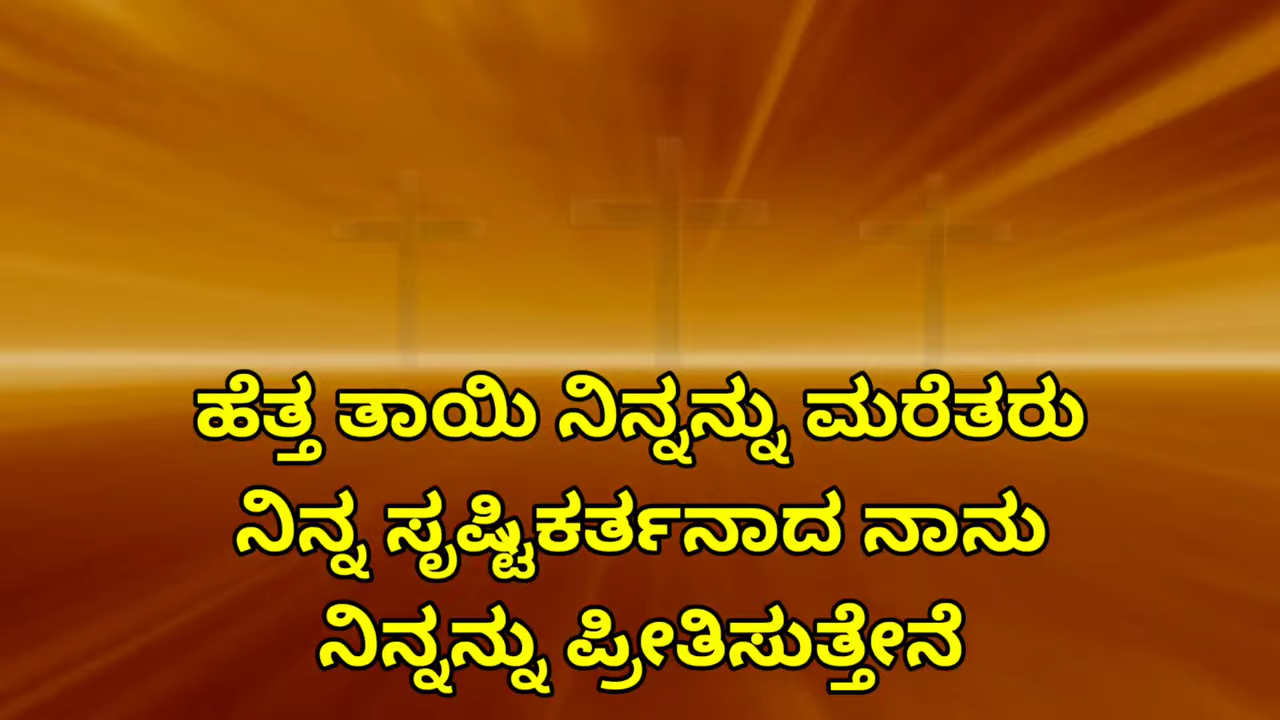 ಹೆತ್ತ ತಾಯಿ ನಿನ್ನನ್ನು ಮರೆತರು
ನಿನ್ನ ಸೃಷ್ಟಿಕರ್ತನಾದ ನಾನು
ನಿನ್ನನ್ನು ಪ್ರೀತಿಸುತ್ತೇನೆ